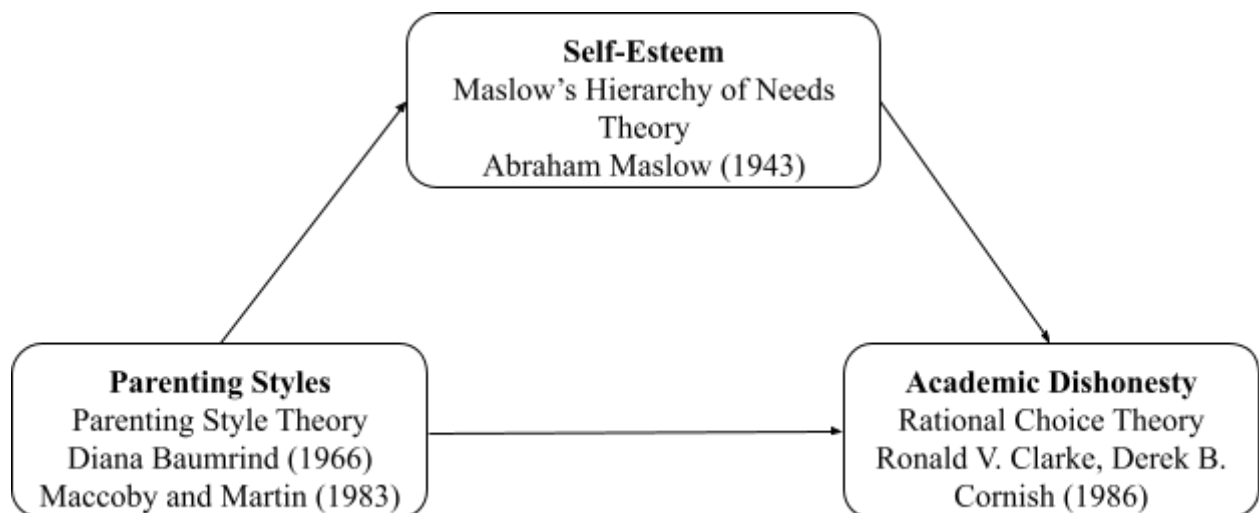 Self-Esteem
Maslow’s Hierarchy of Needs
Theory
Abraham Maslow (1943)
Parenting Styles
Parenting Style Theory
Diana Baumrind (1966)
Maccoby and Martin (1983)
Academic Dishonesty
Rational Choice Theory
Ronald V. Clarke, Derek B.
Cornish (1986)